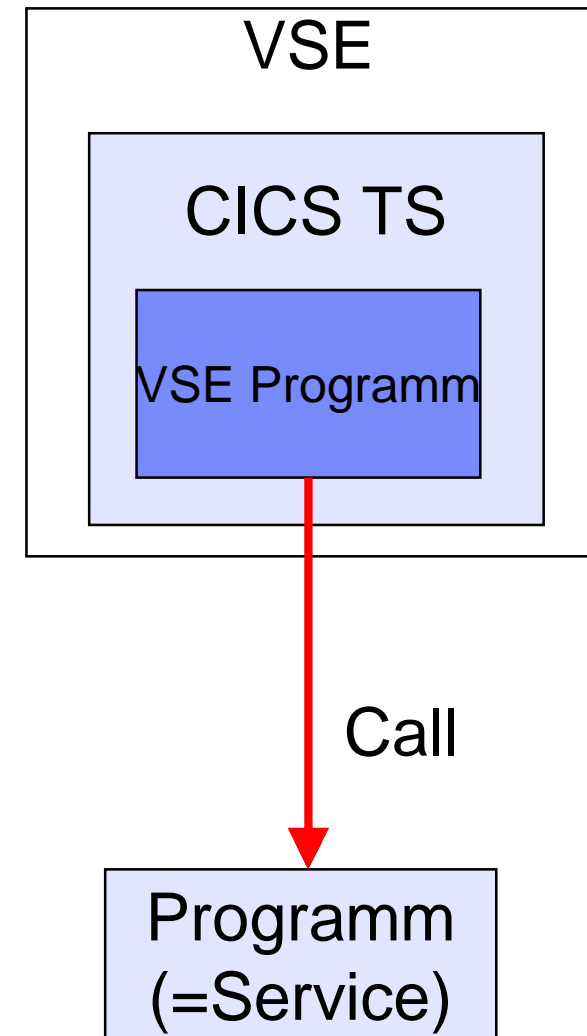 VSE
CICS TS
VSE Programm
Call
Programm
(=Service)